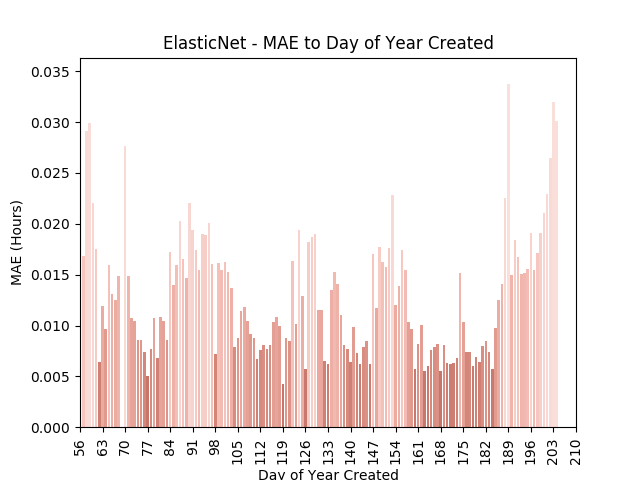 ElasticNet - MAE to Day of Year Created
0.035
0.030
0.025
0.020
0.015
0.010
0.005
0.000
MAE (Hours)
56 63 70 77 84 91 98 105 112 119 126 133 140 147 154 161 168 175 182 189 196 203 210
Day of Year Created